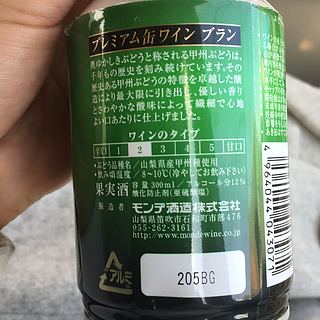 プレミアム缶ワイン ブラン
奥ゆかしきぶどうと称される甲州ぶどうは、
千年もの歴史を刻み続けています。その
歴史ある甲州ぶどうの特徴を卓越した醸
造により最大限に引き出し、優しい香り
とさわやかな酸味によって繊細で心地
よい口あたりに仕上げました。
ワインのタイプ
辛口 1 2 3 4 5 甘口
●ぶどう品種名/山梨県産甲州種使用
●飲み頃温度/8~10℃(冷やしてお飲み下さい)
果実酒 容量300ml/アルコール分12%
酸化防止剤(亜硫酸塩)
製造者 モンデ酒造株式会社
山梨県笛吹市石和町市部476
055-262-3161
www.mondewine.co.jp
アルミ
205BG
4964044043071